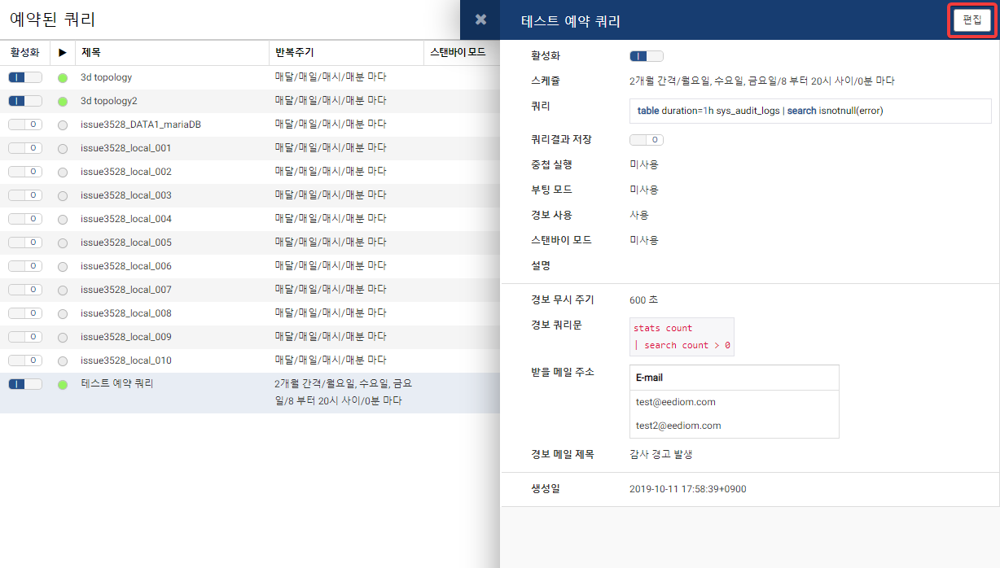 예약된 쿼리
활성화 ▶ 제목 반복주기 스탠바이 모드
3d topology 매달/매일/매시/매분 마다
3d topology2 매달/매일/매시/매분 마다
issue3528_DATA1_mariaDB 매달/매일/매시/매분 마다
issue3528_local_001 매달/매일/매시/매분 마다
issue3528_local_002 매달/매일/매시/매분 마다
issue3528_local_003 매달/매일/매시/매분 마다
issue3528_local_004 매달/매일/매시/매분 마다
issue3528_local_005 매달/매일/매시/매분 마다
issue3528_local_006 매달/매일/매시/매분 마다
issue3528_local_007 매달/매일/매시/매분 마다
issue3528_local_008 매달/매일/매시/매분 마다
issue3528_local_009 매달/매일/매시/매분 마다
issue3528_local_010 매달/매일/매시/매분 마다
테스트 예약 쿼리 2개월 간격/월요일, 수요일, 금요
일/8 부터 20시 사이/0분 마다
테스트 예약 쿼리 편집
활성화
스케쥴 2개월 간격/월요일, 수요일, 금요일/8 부터 20시 사이/0분 마다
쿼리 table duration=1h sys_audit_logs | search isnotnull(error)
쿼리결과 저장
중첩 실행 미사용
부팅 모드 미사용
경보 사용 사용
스탠바이 모드 미사용
설명
경보 무시 주기 600 초
경보 쿼리문 stats count
| search count > 0
받을 메일 주소 E-mail
test@eediom.com
test2@eediom.com
경보 메일 제목 감사 경고 발생
생성일 2019-10-11 17:58:39+0900